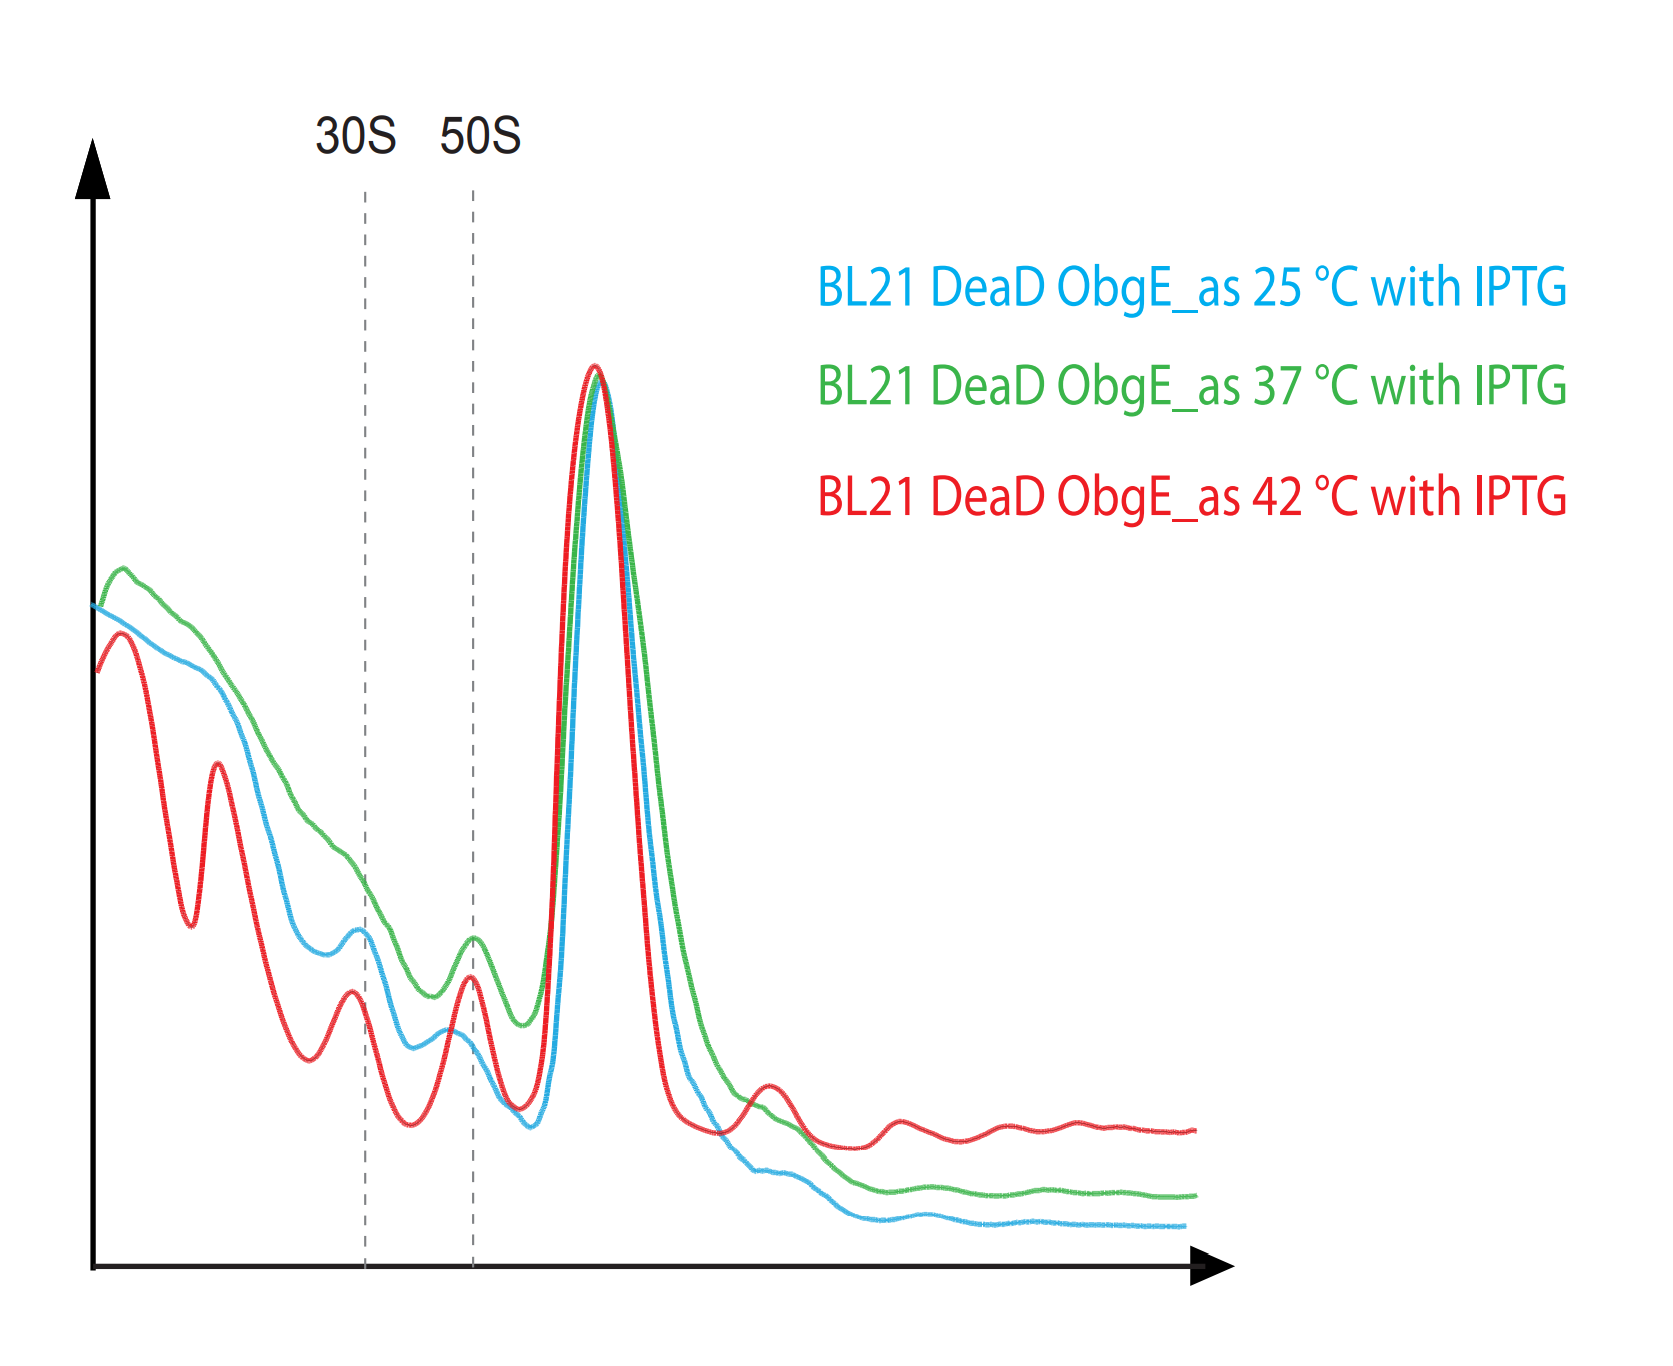 30S 50S
BL21 DeaD ObgE_as 25 °C with IPTG
BL21 DeaD ObgE_as 37 °C with IPTG
BL21 DeaD ObgE_as 42 °C with IPTG